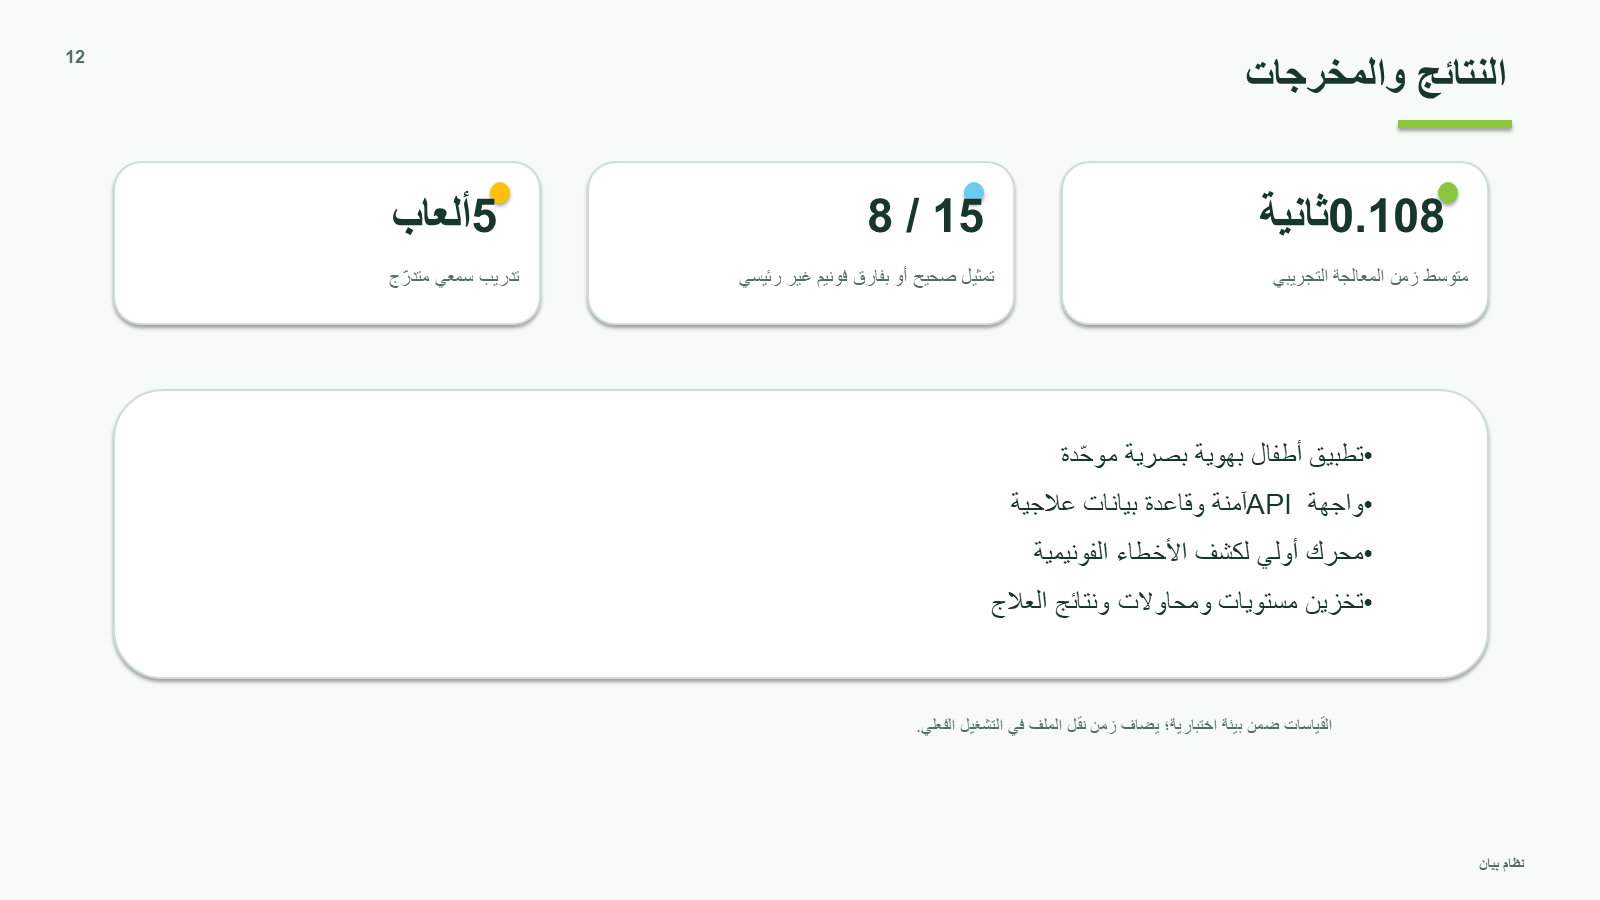 12
النتائج والمخرجات
0.108ثانية
متوسط زمن المعالجة التجريبي
8 / 15
تمثيل صحيح أو بفارق فونيم غير رئيسي
5ألعاب
تدريب سمعي متدرّج
•تطبيق أطفال بهوية بصرية موحّدة
•واجهة APIآمنة وقاعدة بيانات علاجية
•محرك أولي لكشف الأخطاء الفونيمية
•تخزين مستويات ومحاولات ونتائج العلاج
القياسات ضمن بيئة اختبارية؛ يضاف زمن نقل الملف في التشغيل الفعلي.
نظام بيان